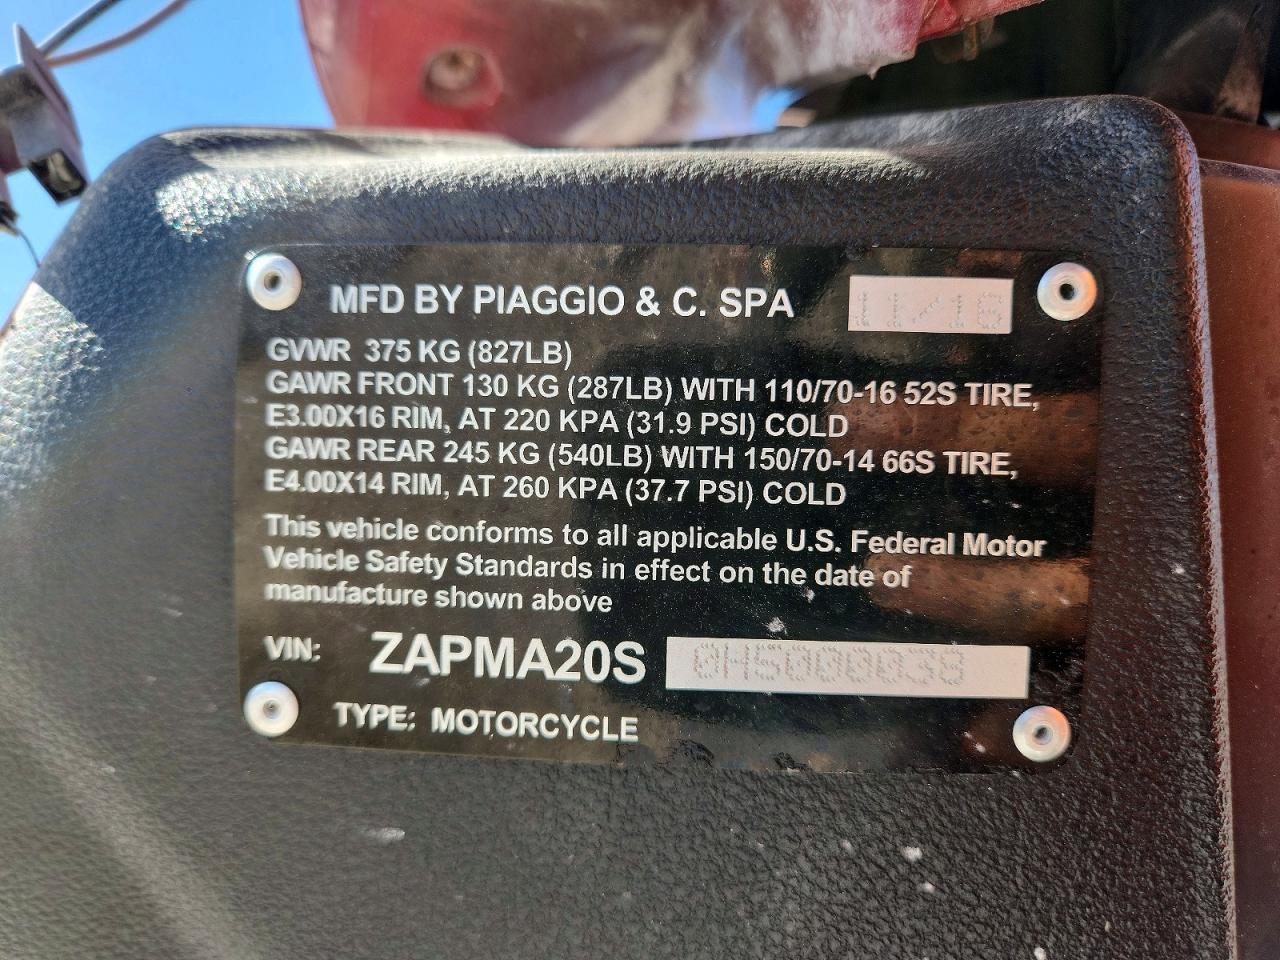 MFD BY PIAGGIO & C. SPA 11/16
GVWR 375 KG (827LB)
GAWR FRONT 130 KG (287LB) WITH 110/70-16 52S TIRE,
E3.00X16 RIM, AT 220 KPA (31.9 PSI) COLD
GAWR REAR 245 KG (540LB) WITH 150/70-14 66S TIRE,
E4.00X14 RIM, AT 260 KPA (37.7 PSI) COLD
This vehicle conforms to all applicable U.S. Federal Motor
Vehicle Safety Standards in effect on the date of
manufacture shown above
VIN: ZAPMA20S 0H5000038
TYPE: MOTORCYCLE